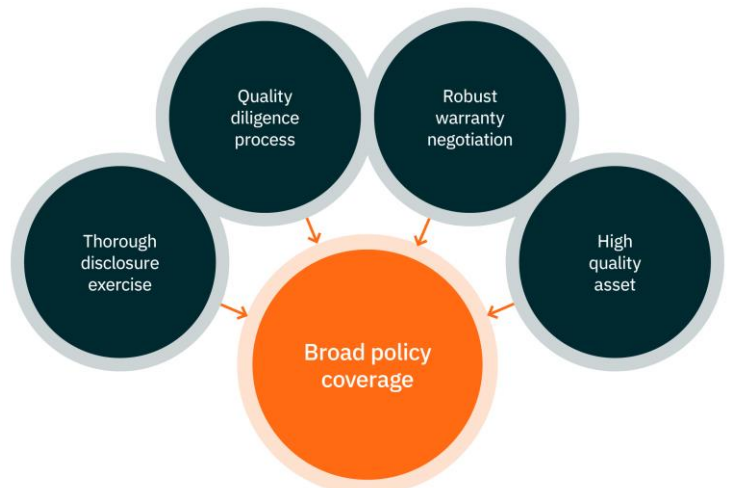 Quality
diligence
process
Robust
warranty
negotiation
Thorough
disclosure
exercise
High
quality
asset
Broad policy
coverage